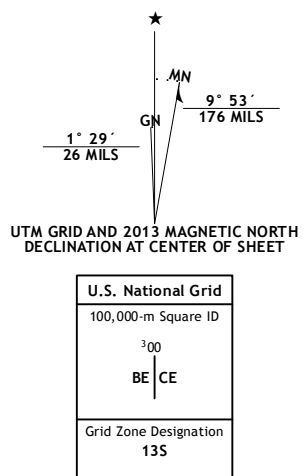 ★
MN
GN
9° 53´
176 MILS
1° 29´
26 MILS
UTM GRID AND 2013 MAGNETIC NORTH
DECLINATION AT CENTER OF SHEET
U.S. National Grid
100,000-m Square ID
³00
BE CE
Grid Zone Designation
13S